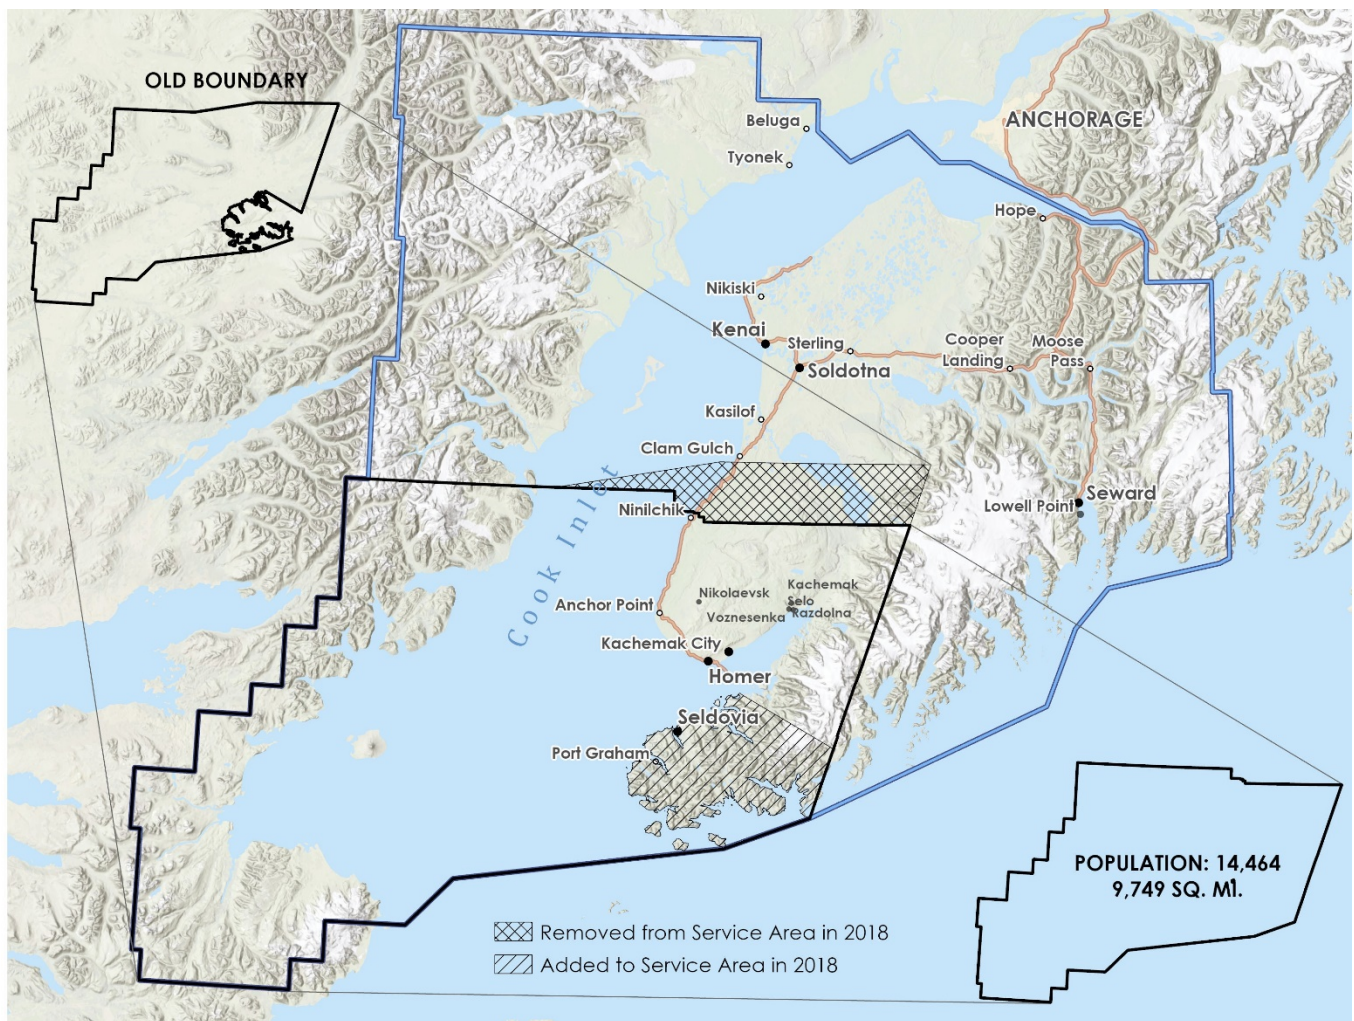 OLD BOUNDARY
Beluga
ANCHORAGE
Tyonek
Hope
Nikiski
Kenai
Sterling
Cooper
Landing
Moose
Pass
Soldotna
Kasilof
Clam Gulch
Cook Inlet
Ninilchik
Seward
Lowell Point
Nikolaevsk
Kachemak
Selo
Voznesenka
Razdolna
Anchor Point
Kachemak City
Homer
Seldovia
Port Graham
POPULATION: 14,464
9,749 SQ. MI.
Removed from Service Area in 2018
Added to Service Area in 2018